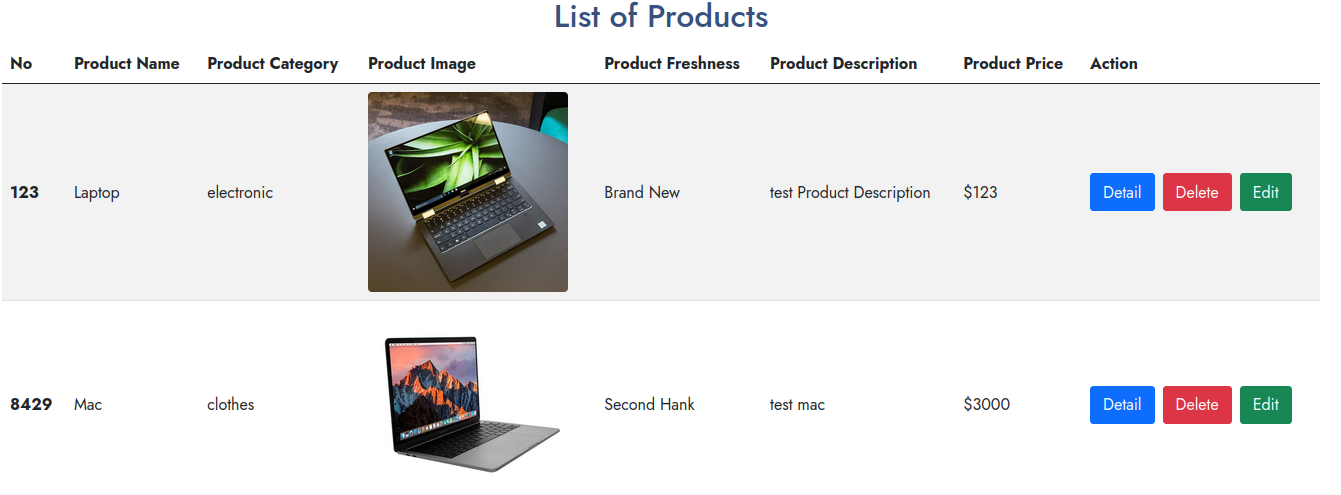 List of Products
No Product Name Product Category Product Image Product Freshness Product Description Product Price Action
123 Laptop electronic Brand New test Product Description $123 Detail Delete Edit
8429 Mac clothes Second Hank test mac $3000 Detail Delete Edit